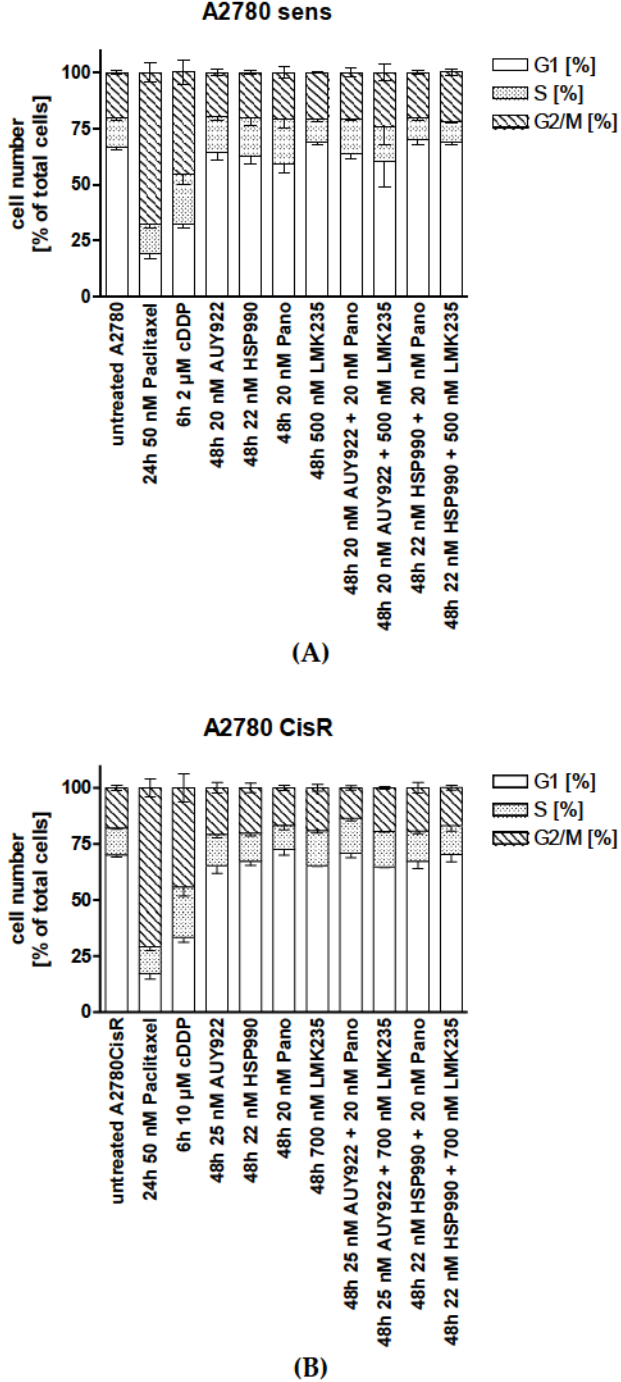 A2780 sens
cell number
[% of total cells]
100
75
50
25
0
G1 [%]
S [%]
G2/M [%]
untreated A2780
24h 50 nM Paclitaxel
6h 2 µM cDDP
48h 20 nM AUY922
48h 22 nM HSP990
48h 20 nM Pano
48h 500 nM LMK235
48h 20 nM AUY922 + 20 nM Pano
48h 20 nM AUY922 + 500 nM LMK235
48h 22 nM HSP990 + 20 nM Pano
48h 22 nM HSP990 + 500 nM LMK235
(A)
A2780 CisR
cell number
[% of total cells]
100
75
50
25
0
G1 [%]
S [%]
G2/M [%]
untreated A2780CisR
24h 50 nM Paclitaxel
6h 10 µM cDDP
48h 25 nM AUY922
48h 22 nM HSP990
48h 20 nM Pano
48h 700 nM LMK235
48h 25 nM AUY922 + 20 nM Pano
48h 25 nM AUY922 + 700 nM LMK235
48h 22 nM HSP990 + 20 nM Pano
48h 22 nM HSP990 + 700 nM LMK235
(B)